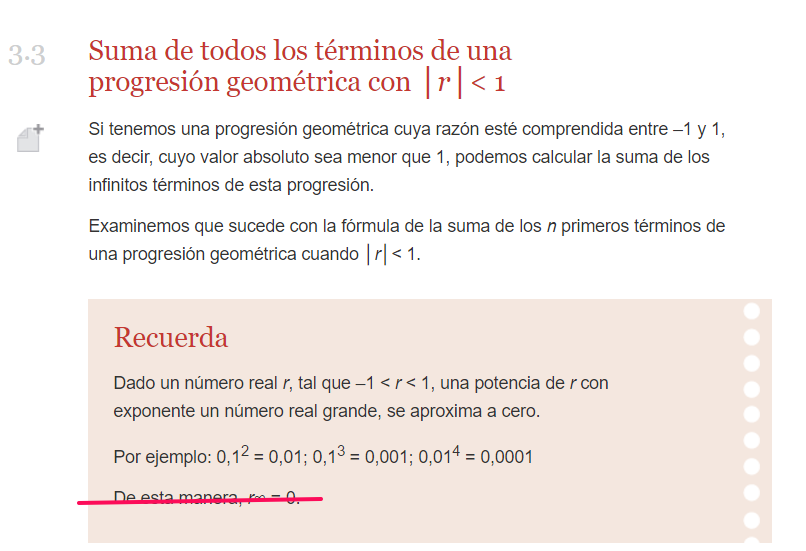 3.3
Suma de todos los términos de una
progresión geométrica con |r| < 1
Si tenemos una progresión geométrica cuya razón esté comprendida entre –1 y 1,
es decir, cuyo valor absoluto sea menor que 1, podemos calcular la suma de los
infinitos términos de esta progresión.
Examinemos que sucede con la fórmula de la suma de los n primeros términos de
una progresión geométrica cuando |r| < 1.
Recuerda
Dado un número real r, tal que –1 < r < 1, una potencia de r con
exponente un número real grande, se aproxima a cero.
Por ejemplo: 0,1² = 0,01; 0,1³ = 0,001; 0,01⁴ = 0,0001
De esta manera, r∞ = 0.